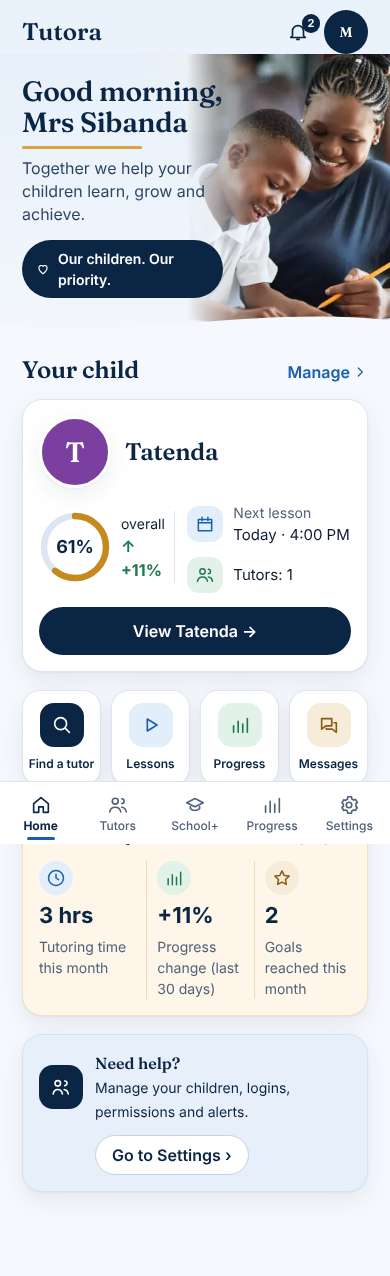 Tutora
2
M
Good morning,
Mrs Sibanda
Together we help your
children learn, grow and
achieve.
Our children. Our
priority.
Your child
Manage
T
Tatenda
61%
overall
↑
+11%
Next lesson
Today · 4:00 PM
Tutors: 1
View Tatenda →
Find a tutor
Lessons
Progress
Messages
Home
Tutors
School+
Progress
Settings
3 hrs
Tutoring time
this month
+11%
Progress
change (last
30 days)
2
Goals
reached this
month
Need help?
Manage your children, logins,
permissions and alerts.
Go to Settings ›